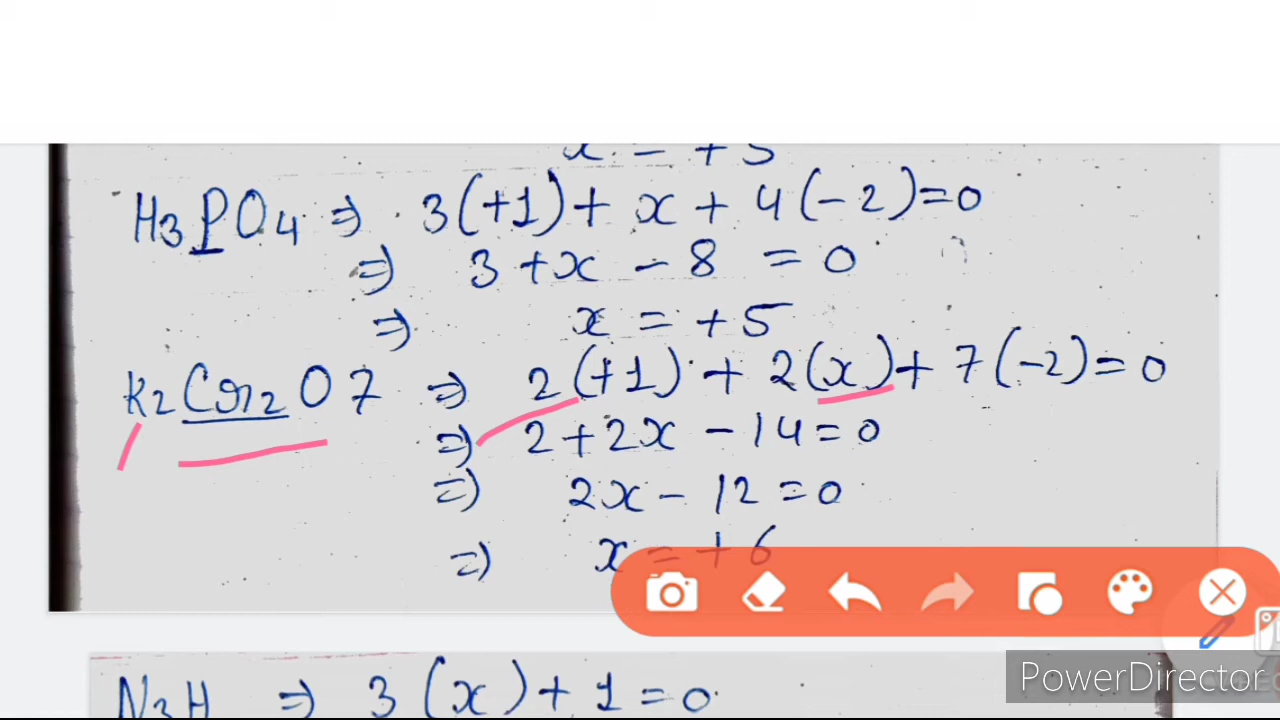 x = + 5
H3PO4 ⇒ 3(+1) + x + 4(-2)=0
⇒ 3 + x - 8 = 0
⇒ x = +5
K2Cr2O7 ⇒ 2(+1) + 2(x) + 7(-2)=0
⇒ 2+2x - 14=0
⇒ 2x - 12 =0
⇒ x = + 6
N3H ⇒ 3(x)+1=0
PowerDirector